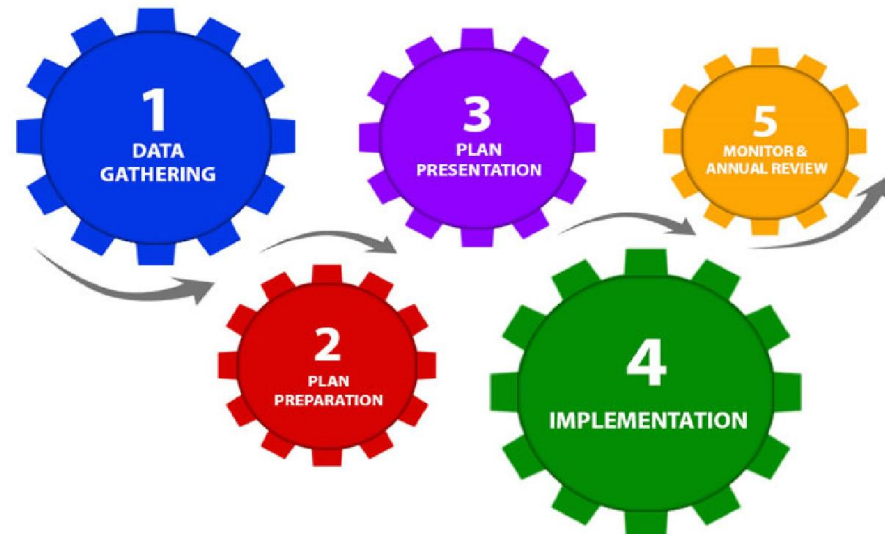 1
DATA
GATHERING
2
PLAN
PREPARATION
3
PLAN
PRESENTATION
4
IMPLEMENTATION
5
MONITOR &
ANNUAL REVIEW